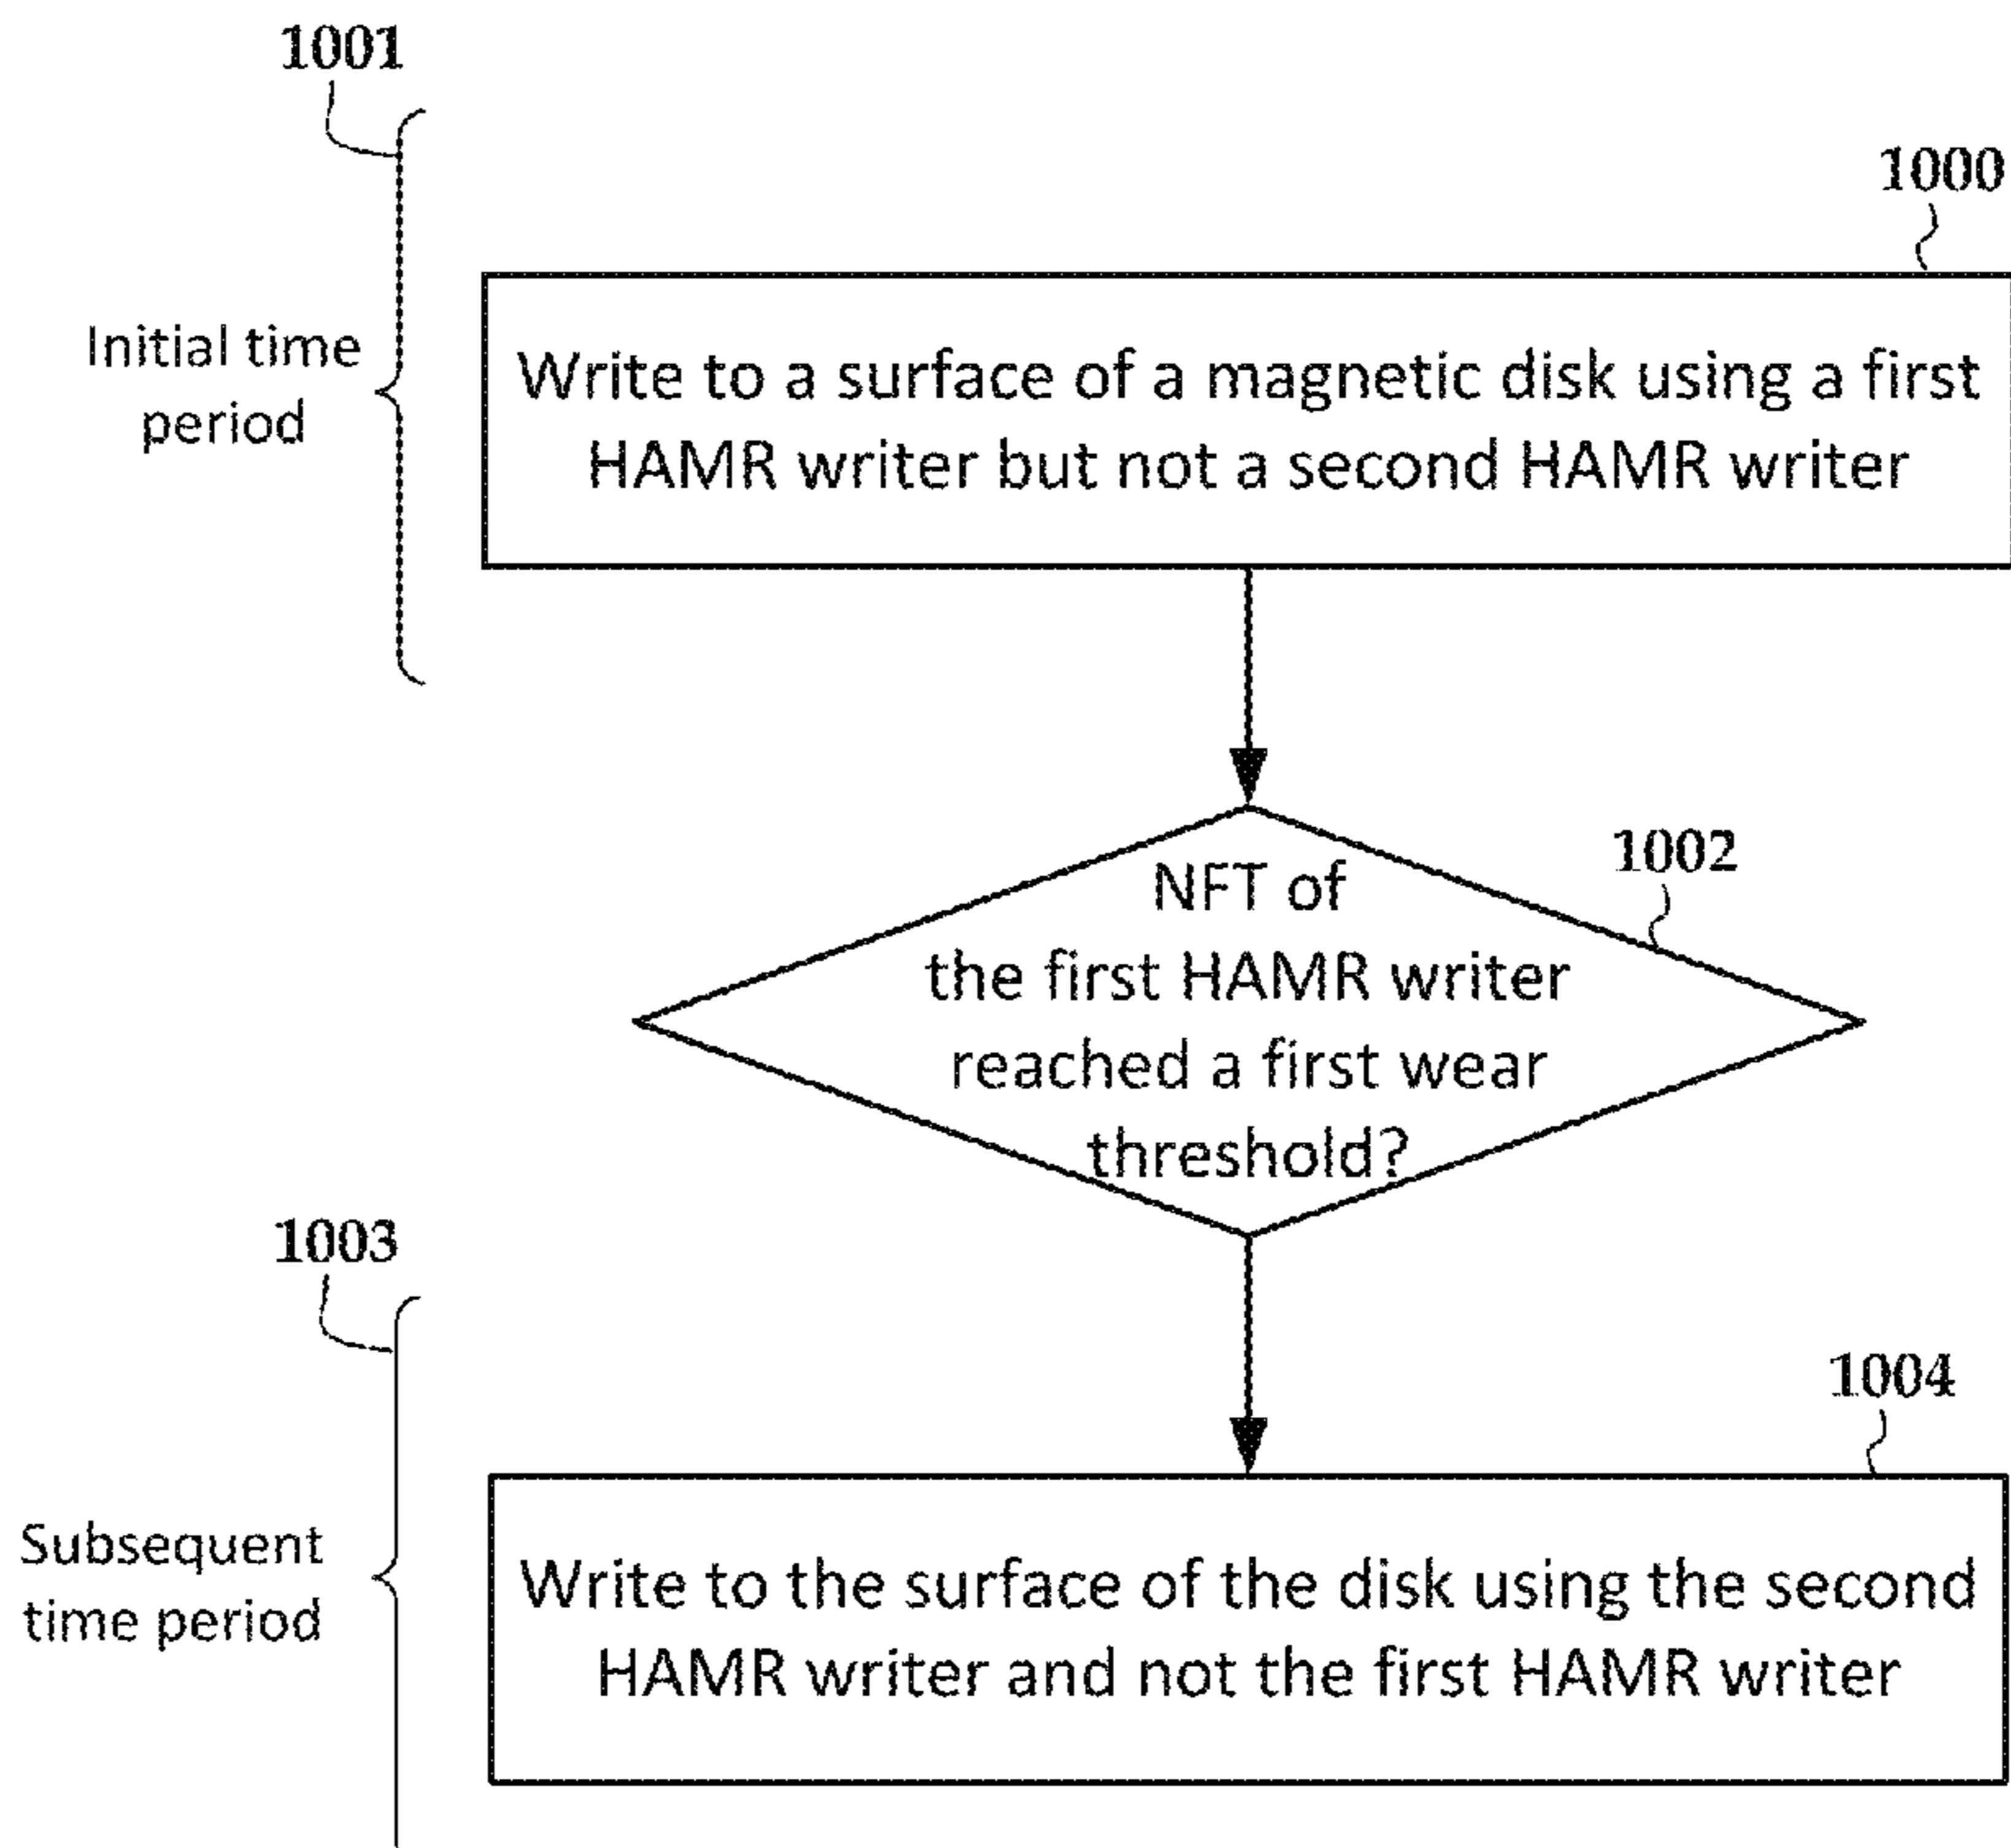 1001
1000
Initial time
period
Write to a surface of a magnetic disk using a first
HAMR writer but not a second HAMR writer
1002
NFT of
the first HAMR writer
reached a first wear
threshold?
1003
1004
Subsequent
time period
Write to the surface of the disk using the second
HAMR writer and not the first HAMR writer